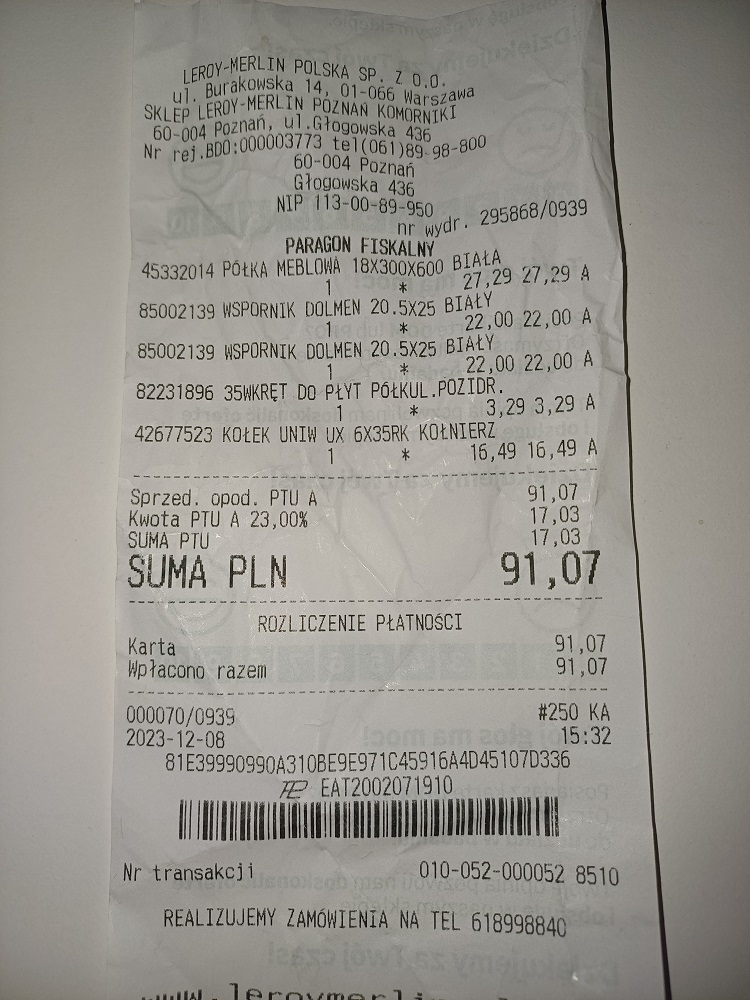 LEROY-MERLIN POLSKA SP. Z O.O.
ul. Burakowska 14, 01-066 Warszawa
SKLEP LEROY-MERLIN POZNAŃ KOMORNIKI
60-004 Poznań, ul.Głogowska 436
Nr rej.BDO:000003773 tel(061)89-98-800
60-004 Poznań
Głogowska 436
NIP 113-00-89-950
nr wydr. 295868/0939
PARAGON FISKALNY
45332014 PÓŁKA MEBLOWA 18X300X600 BIAŁA
1 * 27,29 27,29 A
85002139 WSPORNIK DOLMEN 20.5X25 BIAŁY
1 * 22,00 22,00 A
85002139 WSPORNIK DOLMEN 20.5X25 BIAŁY
1 * 22,00 22,00 A
82231896 35WKRĘT DO PŁYT PÓŁKUL.POZIDR.
1 * 3,29 3,29 A
42677523 KOŁEK UNIW UX 6X35RK KOŁNIERZ
1 * 16,49 16,49 A
Sprzed. opod. PTU A 91,07
Kwota PTU A 23,00% 17,03
SUMA PTU 17,03
SUMA PLN 91,07
ROZLICZENIE PŁATNOŚCI
Karta 91,07
Wpłacono razem 91,07
000070/0939 #250 KA
2023-12-08 15:32
81E39990990A310BE9E971C45916A4D45107D336
EAT2002071910
Nr transakcji 010-052-000052 8510
REALIZUJEMY ZAMÓWIENIA NA TEL 618998840